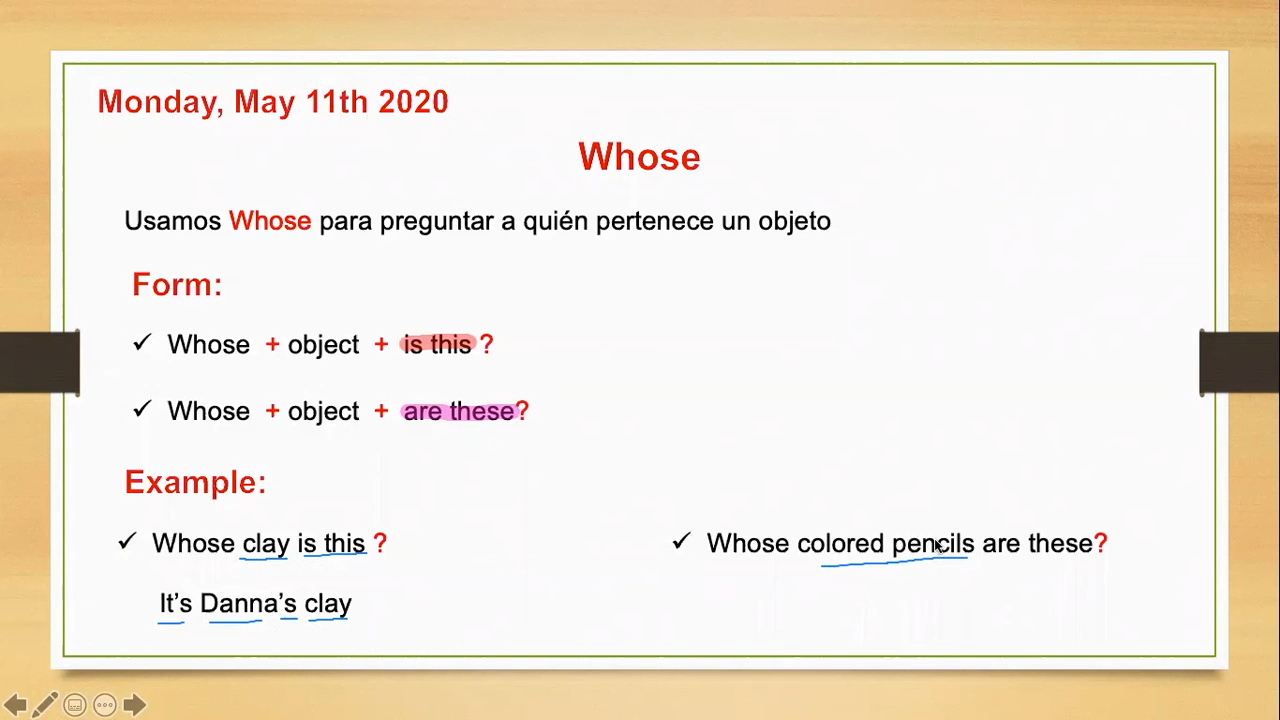 Monday, May 11th 2020
Whose
Usamos Whose para preguntar a quién pertenece un objeto
Form:
✓ Whose + object + is this ?
✓ Whose + object + are these?
Example:
✓ Whose clay is this ?
✓ Whose colored pencils are these?
It’s Danna’s clay